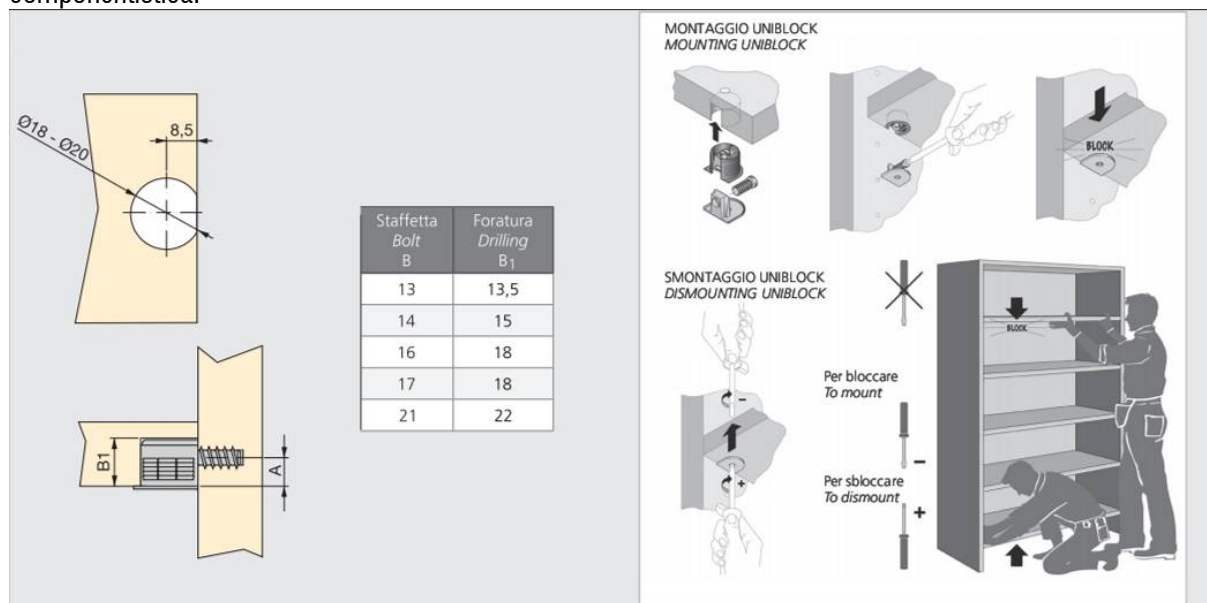 componentistica.
Ø18 - Ø20
8,5
B1
A
Staffetta
Bolt
B
Foratura
Drilling
B1
13 13,5
14 15
16 18
17 18
21 22
MONTAGGIO UNIBLOCK
MOUNTING UNIBLOCK
BLOCK
SMONTAGGIO UNIBLOCK
DISMOUNTING UNIBLOCK
-
+
Per bloccare
To mount
-
Per sbloccare
To dismount
+
BLOCK